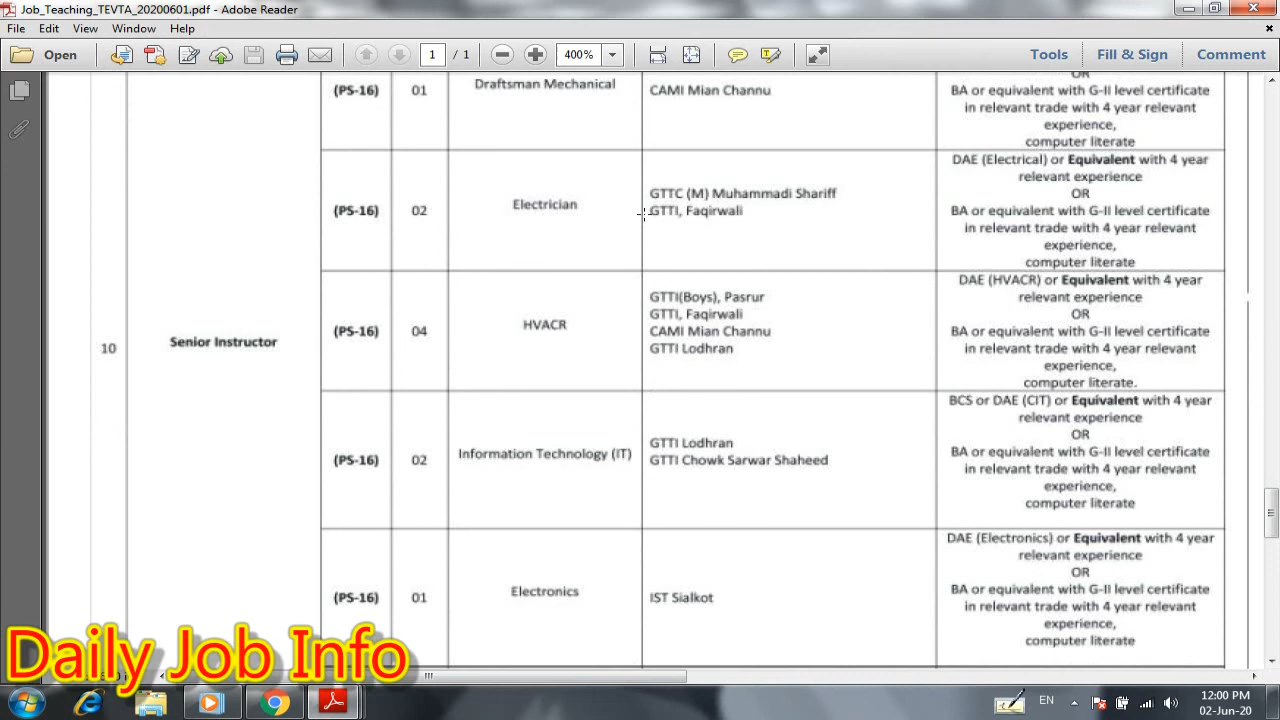 Job_Teaching_TEVTA_20200601.pdf - Adobe Reader
File Edit View Window Help
Open 1 / 1 400% Tools Fill & Sign Comment
(PS-16) 01 Draftsman Mechanical CAMI Mian Channu
OR
BA or equivalent with G-II level certificate
in relevant trade with 4 year relevant
experience,
computer literate
(PS-16) 02 Electrician
GTTC (M) Muhammadi Shariff
GTTI, Faqirwali
DAE (Electrical) or Equivalent with 4 year
relevant experience
OR
BA or equivalent with G-II level certificate
in relevant trade with 4 year relevant
experience,
computer literate
10 Senior Instructor
(PS-16) 04 HVACR
GTTI(Boys), Pasrur
GTTI, Faqirwali
CAMI Mian Channu
GTTI Lodhran
DAE (HVACR) or Equivalent with 4 year
relevant experience
OR
BA or equivalent with G-II level certificate
in relevant trade with 4 year relevant
experience,
computer literate.
(PS-16) 02 Information Technology (IT)
GTTI Lodhran
GTTI Chowk Sarwar Shaheed
BCS or DAE (CIT) or Equivalent with 4 year
relevant experience
OR
BA or equivalent with G-II level certificate
in relevant trade with 4 year relevant
experience,
computer literate
(PS-16) 01 Electronics IST Sialkot
DAE (Electronics) or Equivalent with 4 year
relevant experience
OR
BA or equivalent with G-II level certificate
in relevant trade with 4 year relevant
experience,
computer literate
Daily Job Info
EN
12:00 PM
02-Jun-20